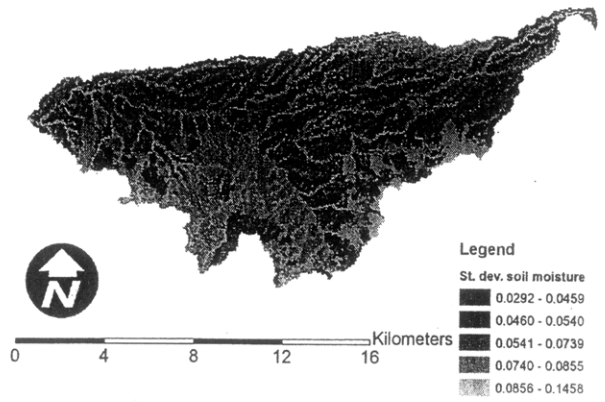 N
Legend
St. dev. soil moisture
0.0292 - 0.0459
0.0460 - 0.0540
0.0541 - 0.0739
0.0740 - 0.0855
0.0856 - 0.1458
Kilometers
0 4 8 12 16